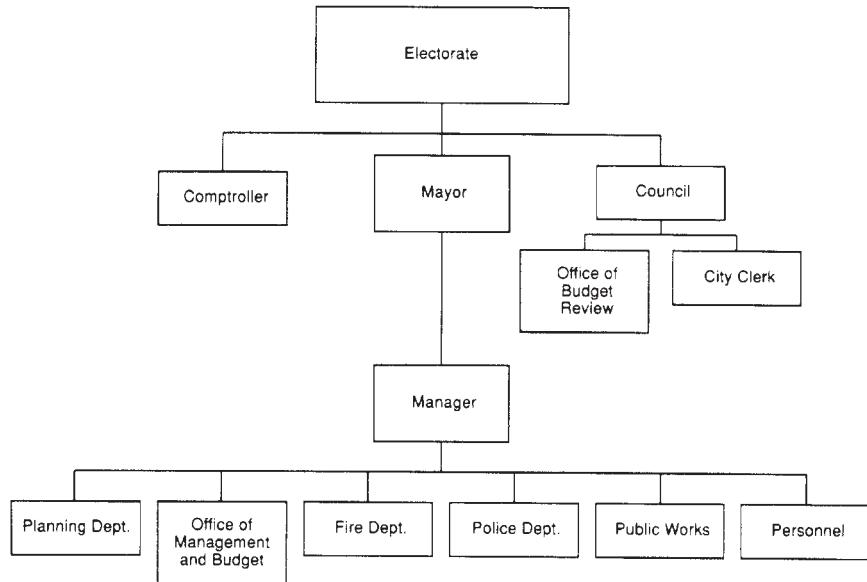 Electorate
Comptroller
Mayor
Council
Office of
Budget
Review
City Clerk
Manager
Planning Dept.
Office of
Management
and Budget
Fire Dept.
Police Dept.
Public Works
Personnel